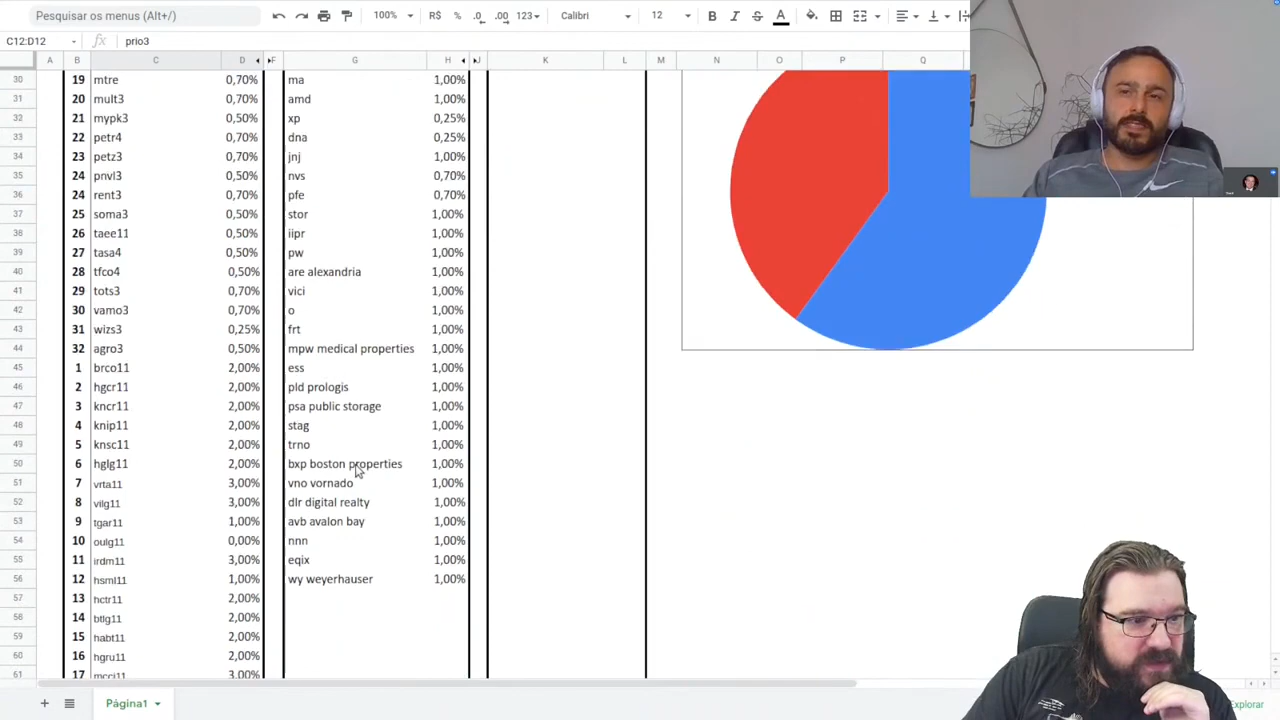 Pesquisar os menus (Alt+/) 100% R$ % .0 .00 123 Calibri 12 B I S A
C12:D12 fx prio3
A B C D F G H J K L M N O P Q
30 19 mtre 0,70% ma 1,00%
31 20 mult3 0,70% amd 1,00%
32 21 mypk3 0,50% xp 0,25%
33 22 petr4 0,70% dna 0,25%
34 23 petz3 0,70% jnj 1,00%
35 24 pnvl3 0,50% nvs 0,70%
36 24 rent3 0,70% pfe 0,70%
37 25 soma3 0,50% stor 1,00%
38 26 taee11 0,50% iipr 1,00%
39 27 tasa4 0,50% pw 1,00%
40 28 tfco4 0,50% are alexandria 1,00%
41 29 tots3 0,70% vici 1,00%
42 30 vamo3 0,70% o 1,00%
43 31 wizs3 0,25% frt 1,00%
44 32 agro3 0,50% mpw medical properties 1,00%
45 1 brco11 2,00% ess 1,00%
46 2 hgcr11 2,00% pld prologis 1,00%
47 3 kncr11 2,00% psa public storage 1,00%
48 4 knip11 2,00% stag 1,00%
49 5 knsc11 2,00% trno 1,00%
50 6 hglg11 2,00% bxp boston properties 1,00%
51 7 vrta11 3,00% vno vornado 1,00%
52 8 vilg11 3,00% dlr digital realty 1,00%
53 9 tgar11 1,00% avb avalon bay 1,00%
54 10 oulg11 0,00% nnn 1,00%
55 11 irdm11 3,00% eqix 1,00%
56 12 hsml11 1,00% wy weyerhauser 1,00%
57 13 hctr11 2,00%
58 14 btlg11 2,00%
59 15 habt11 2,00%
60 16 hgru11 2,00%
61 17 mcci11 3,00%
Página1 Explorar